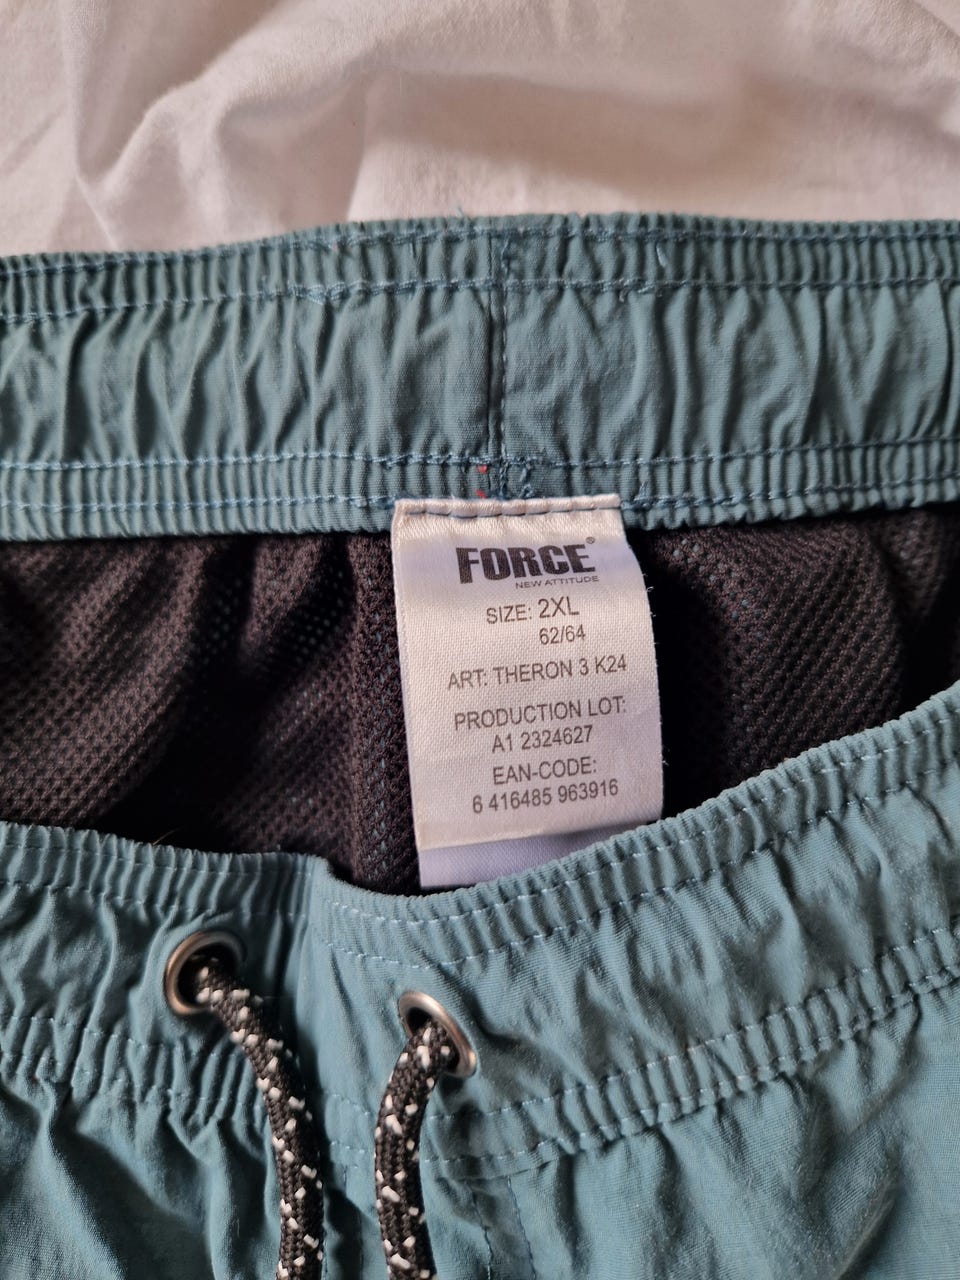 FORCE®
NEW ATTITUDE
SIZE: 2XL
62/64
ART: THERON 3 K24
PRODUCTION LOT:
A1 2324627
EAN-CODE:
6 416485 963916